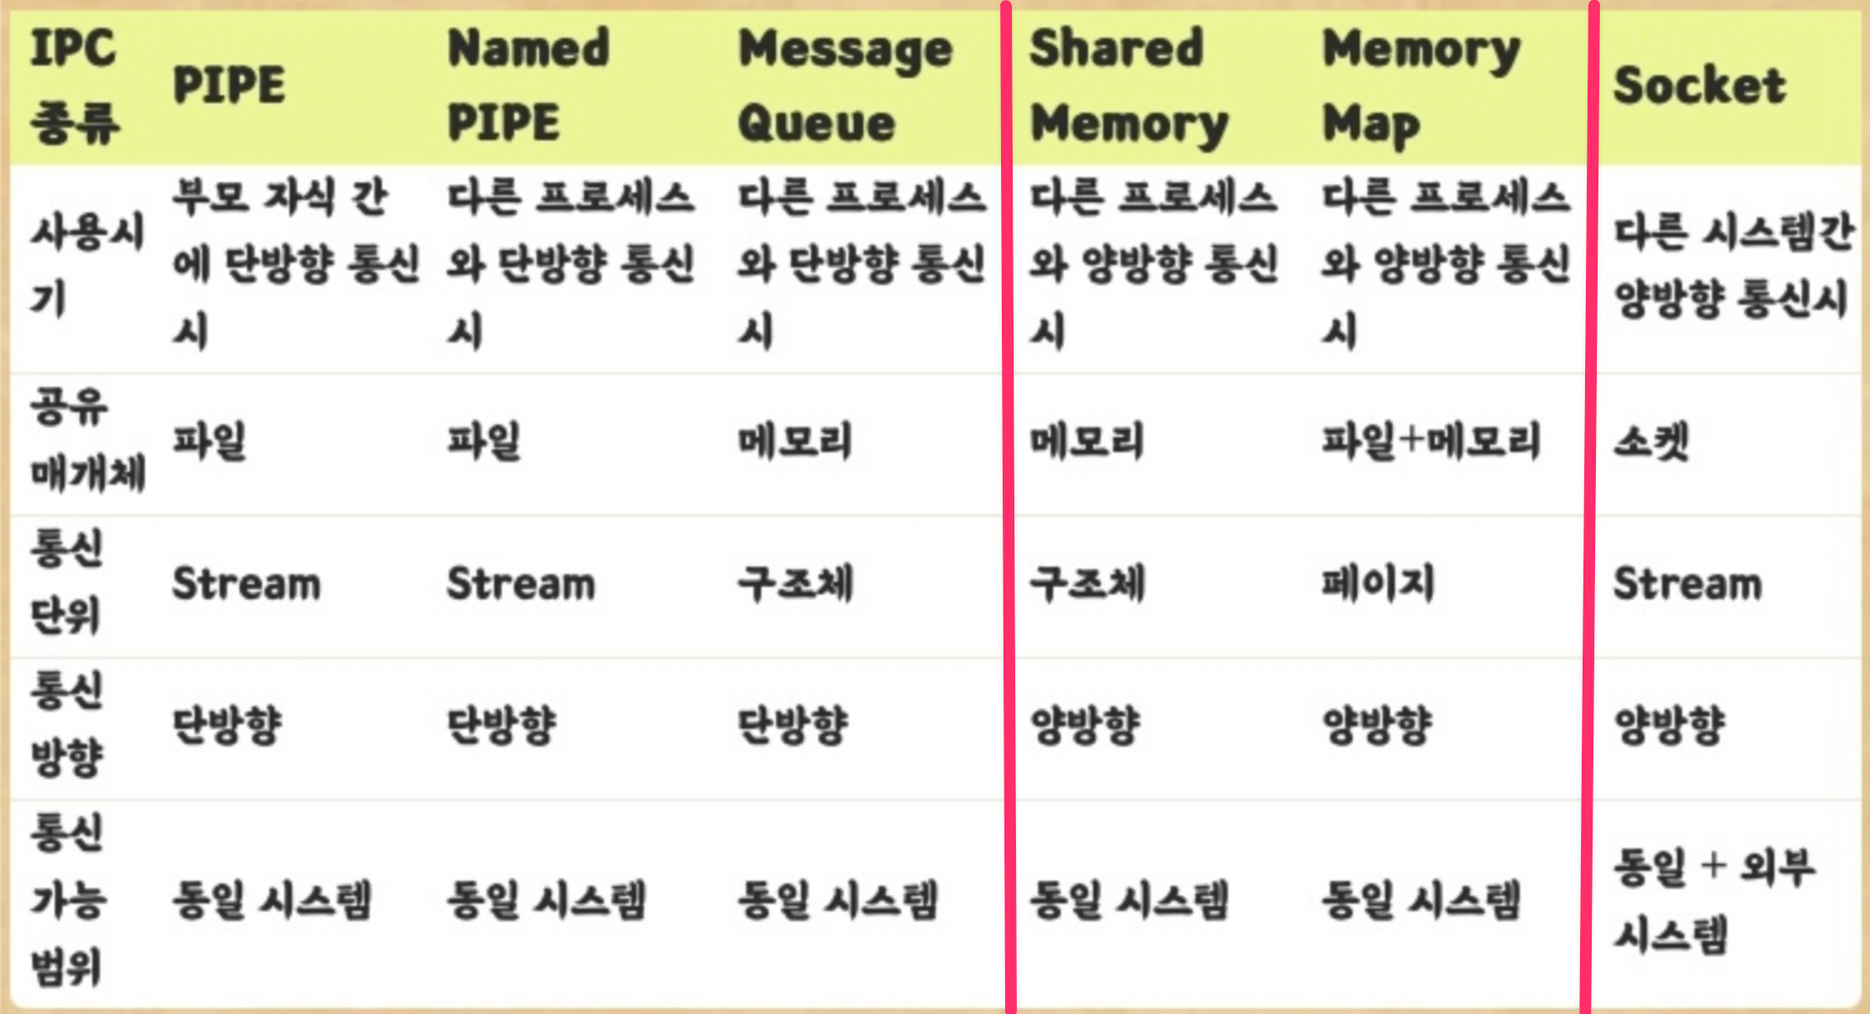 IPC 종류
PIPE
Named PIPE
Message Queue
Shared Memory
Memory Map
Socket
사용시기
부모 자식 간
에 단방향 통신
시
다른 프로세스
와 단방향 통신
시
다른 프로세스
와 단방향 통신
시
다른 프로세스
와 양방향 통신
시
다른 프로세스
와 양방향 통신
시
다른 시스템간
양방향 통신시
공유
매개체
파일
파일
메모리
메모리
파일+메모리
소켓
통신
단위
Stream
Stream
구조체
구조체
페이지
Stream
통신
방향
단방향
단방향
단방향
양방향
양방향
양방향
통신
가능
범위
동일 시스템
동일 시스템
동일 시스템
동일 시스템
동일 시스템
동일 + 외부
시스템